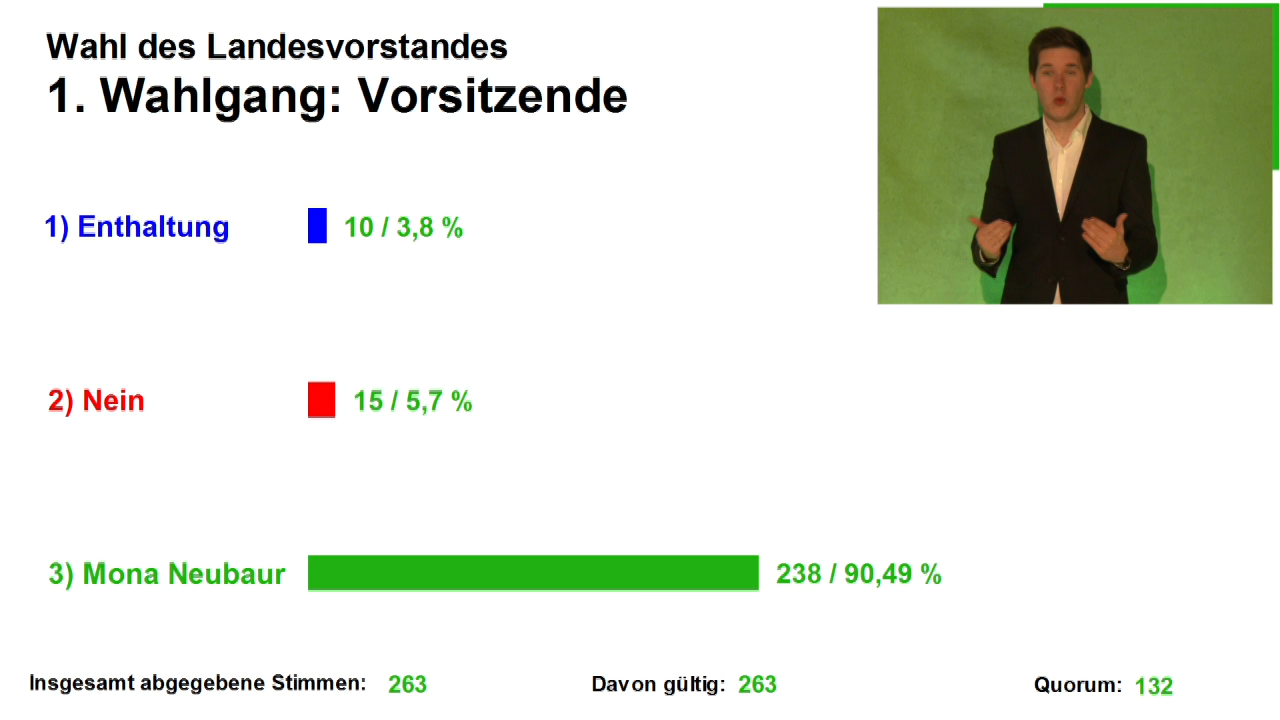 Wahl des Landesvorstandes
1. Wahlgang: Vorsitzende
1) Enthaltung 10 / 3,8 %
2) Nein 15 / 5,7 %
3) Mona Neubaur 238 / 90,49 %
Insgesamt abgegebene Stimmen: 263 Davon gültig: 263 Quorum: 132